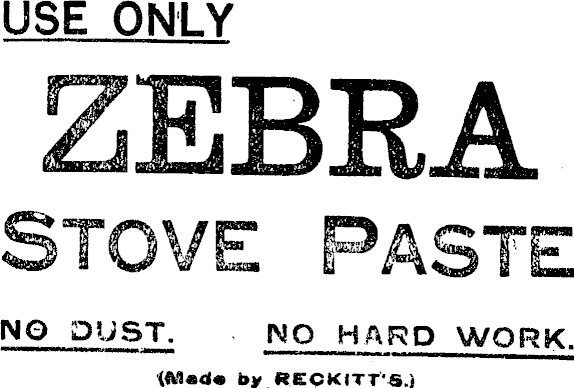 USE ONLY
ZEBRA
STOVE PASTE
NO DUST. NO HARD WORK.
(Made by RECKITT'S.)